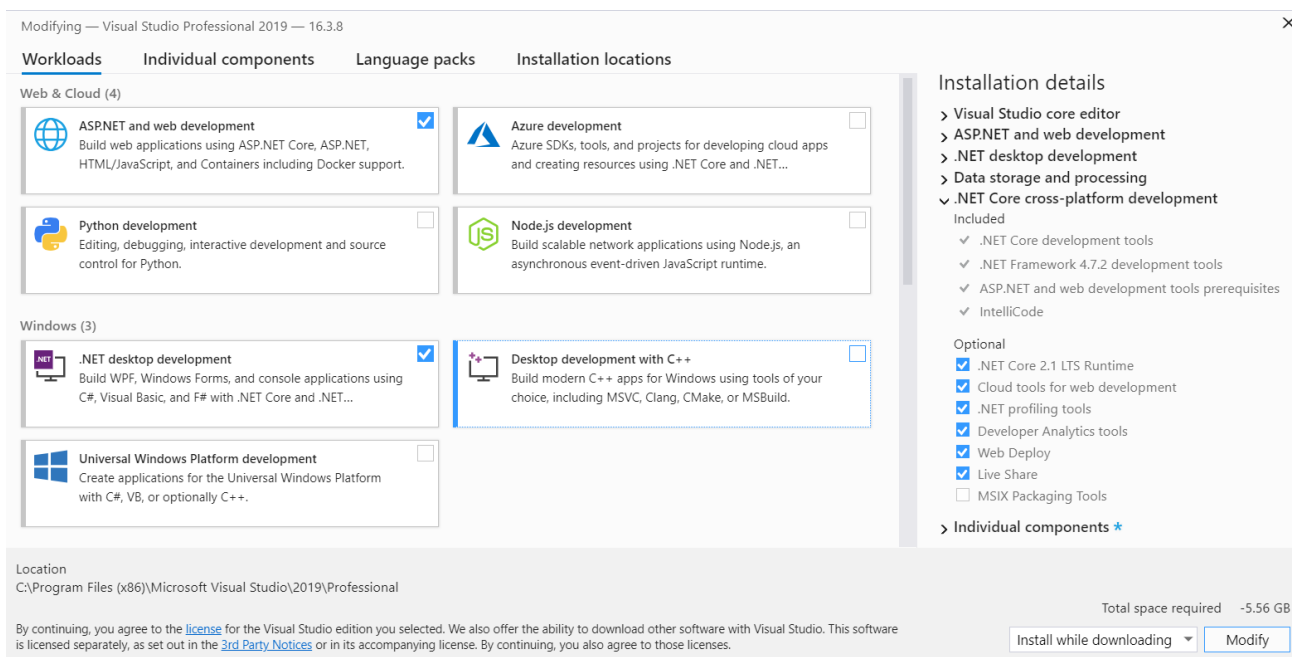 Modifying — Visual Studio Professional 2019 — 16.3.8
Workloads
Individual components
Language packs
Installation locations
Web & Cloud (4)
ASP.NET and web development
Build web applications using ASP.NET Core, ASP.NET,
HTML/JavaScript, and Containers including Docker support.
Azure development
Azure SDKs, tools, and projects for developing cloud apps
and creating resources using .NET Core and .NET...
Python development
Editing, debugging, interactive development and source
control for Python.
JS
Node.js development
Build scalable network applications using Node.js, an
asynchronous event-driven JavaScript runtime.
Windows (3)
.NET
.NET desktop development
Build WPF, Windows Forms, and console applications using
C#, Visual Basic, and F# with .NET Core and .NET...
Desktop development with C++
Build modern C++ apps for Windows using tools of your
choice, including MSVC, Clang, CMake, or MSBuild.
Universal Windows Platform development
Create applications for the Universal Windows Platform
with C#, VB, or optionally C++.
Installation details
Visual Studio core editor
ASP.NET and web development
.NET desktop development
Data storage and processing
.NET Core cross-platform development
Included
.NET Core development tools
.NET Framework 4.7.2 development tools
ASP.NET and web development tools prerequisites
IntelliCode
Optional
.NET Core 2.1 LTS Runtime
Cloud tools for web development
.NET profiling tools
Developer Analytics tools
Web Deploy
Live Share
MSIX Packaging Tools
Individual components *
Location
C:\Program Files (x86)\Microsoft Visual Studio\2019\Professional
Total space required -5.56 GB
By continuing, you agree to the license for the Visual Studio edition you selected. We also offer the ability to download other software with Visual Studio. This software
is licensed separately, as set out in the 3rd Party Notices or in its accompanying license. By continuing, you also agree to those licenses.
Install while downloading
Modify